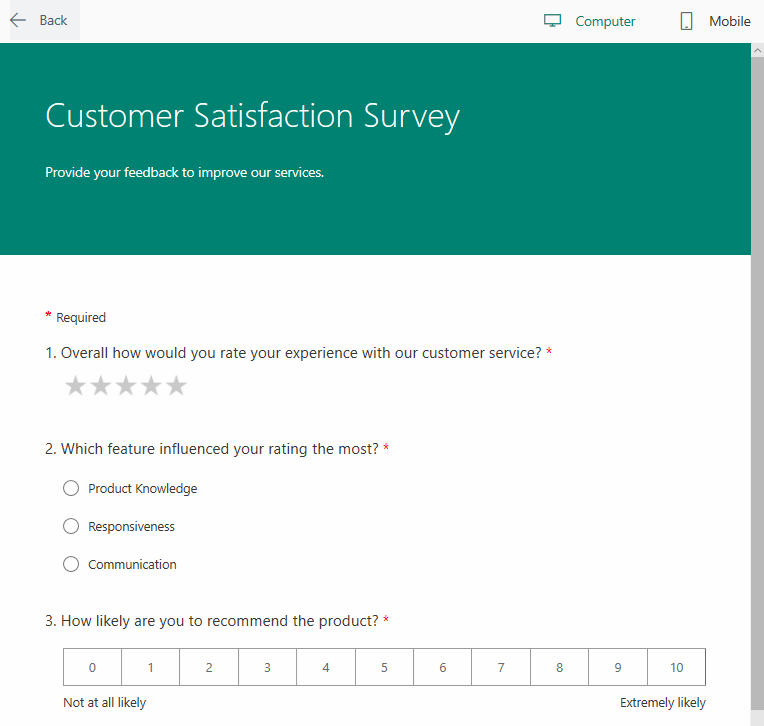 Back Computer Mobile
Customer Satisfaction Survey
Provide your feedback to improve our services.
* Required
1. Overall how would you rate your experience with our customer service? *
2. Which feature influenced your rating the most? *
Product Knowledge
Responsiveness
Communication
3. How likely are you to recommend the product? *
0 1 2 3 4 5 6 7 8 9 10
Not at all likely Extremely likely